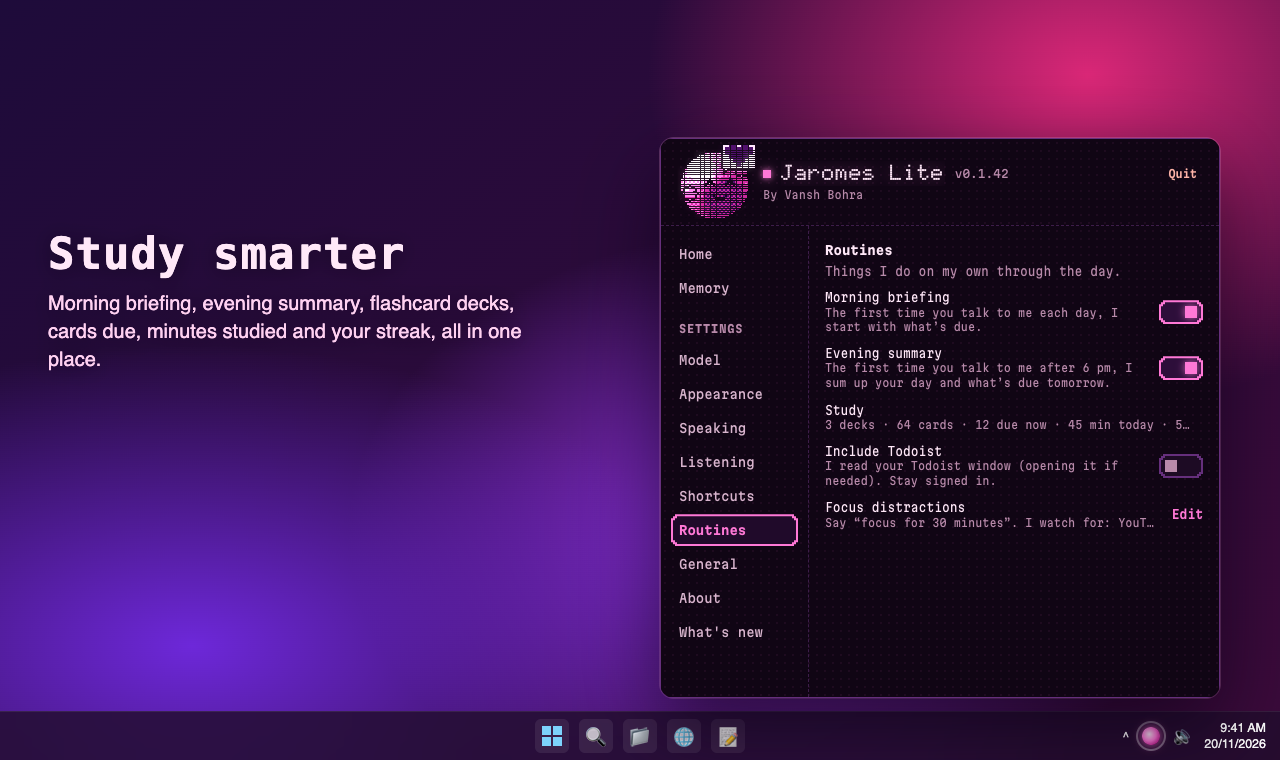 Study smarter
Morning briefing, evening summary, flashcard decks,
cards due, minutes studied and your streak, all in one
place.
Jaromes Lite v0.1.42
By Vansh Bohra
Quit
Home
Memory
SETTINGS
Model
Appearance
Speaking
Listening
Shortcuts
Routines
General
About
What's new
Routines
Things I do on my own through the day.
Morning briefing
The first time you talk to me each day, I
start with what’s due.
Evening summary
The first time you talk to me after 6 pm, I
sum up your day and what’s due tomorrow.
Study
3 decks · 64 cards · 12 due now · 45 min today · 5…
Include Todoist
I read your Todoist window (opening it if
needed). Stay signed in.
Focus distractions
Say “focus for 30 minutes”. I watch for: YouT…
Edit
9:41 AM
20/11/2026